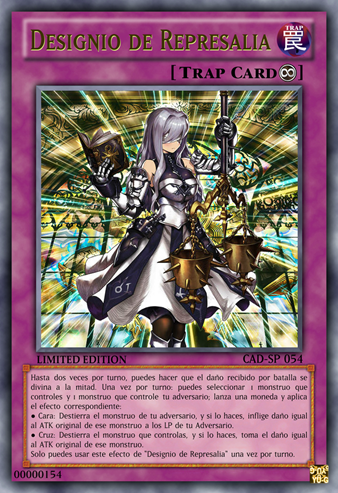 DESIGNIO DE REPRESALIA
TRAP
罠
[TRAP CARD]
LIMITED EDITION
CAD-SP 054
Hasta dos veces por turno, puedes hacer que el daño recibido por batalla se
divina a la mitad. Una vez por turno: puedes seleccionar 1 monstruo que
controles y 1 monstruo que controle tu adversario; lanza una moneda y aplica
el efecto correspondiente:
● Cara: Destierra el monstruo de tu adversario, y si lo haces, inflige daño igual
al ATK original de ese monstruo a los LP de tu Adversario.
● Cruz: Destierra el monstruo que controlas, y si lo haces, toma el daño igual
al ATK original de ese monstruo.
Solo puedes usar este efecto de "Designio de Represalia" una vez por turno.
00000154